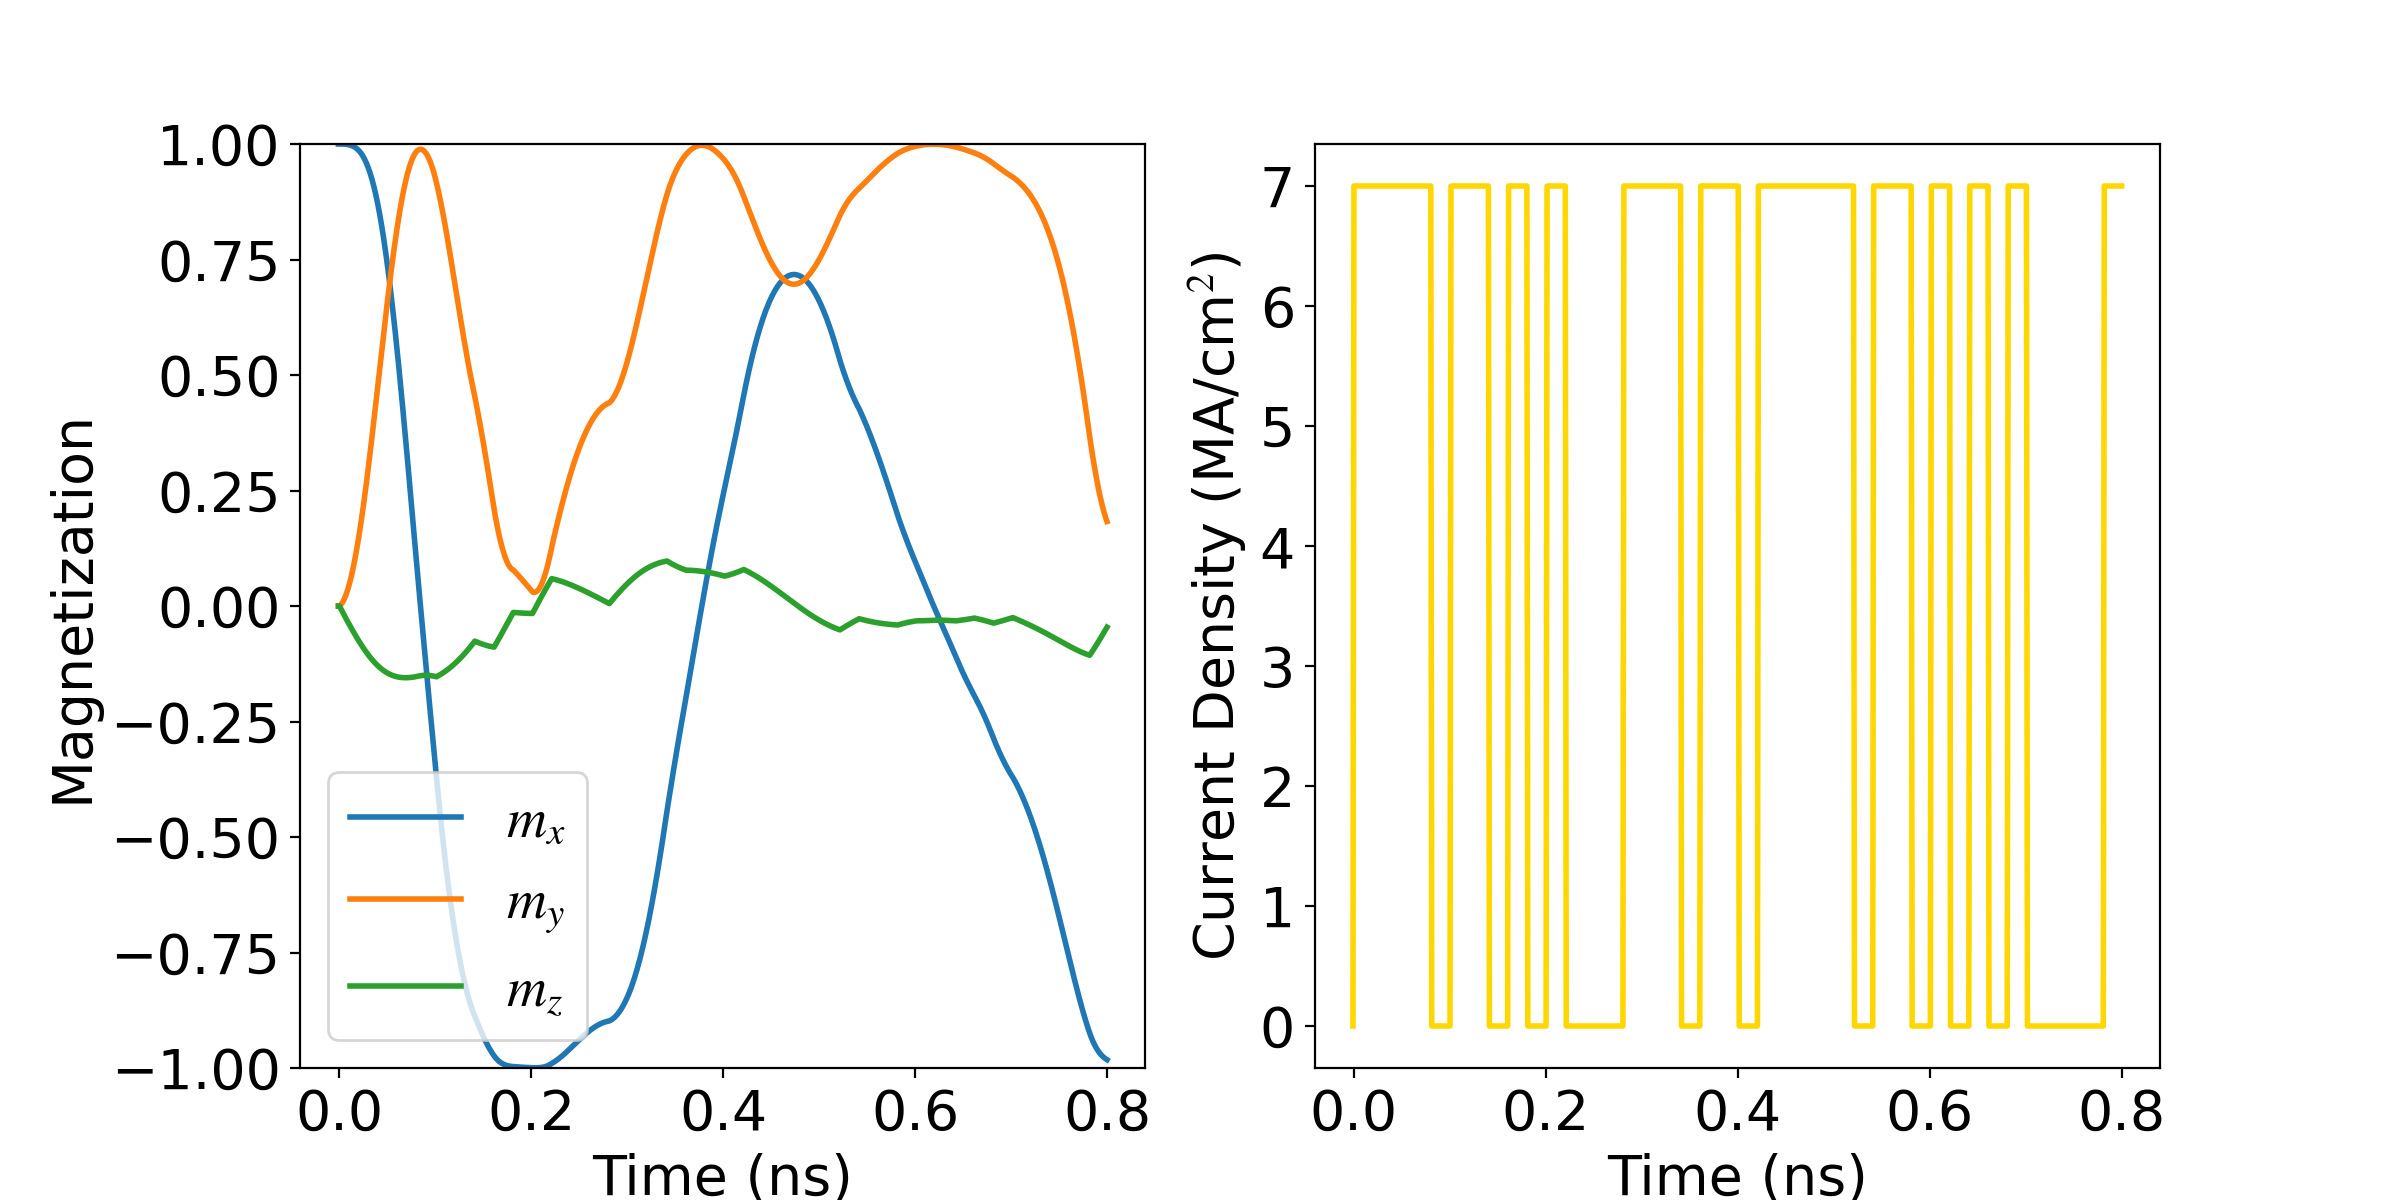 1.00
0.75
0.50
0.25
0.00
−0.25
−0.50
−0.75
−1.00
Magnetization
m_x
m_y
m_z
0.0 0.2 0.4 0.6 0.8
Time (ns)
7
6
5
4
3
2
1
0
Current Density (MA/cm²)
0.0 0.2 0.4 0.6 0.8
Time (ns)